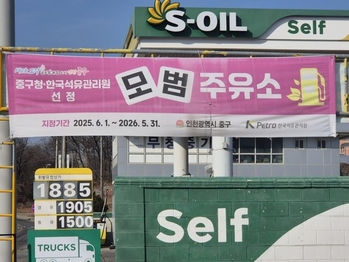 S-OIL
Self
중구청·한국석유관리원
선정
모범 주유소
지정기간 2025. 6. 1. ~ 2026. 5. 31.
인천광역시 중구
K Petro 한국석유관리원
1885
1905
1500
Self
TRUCKS